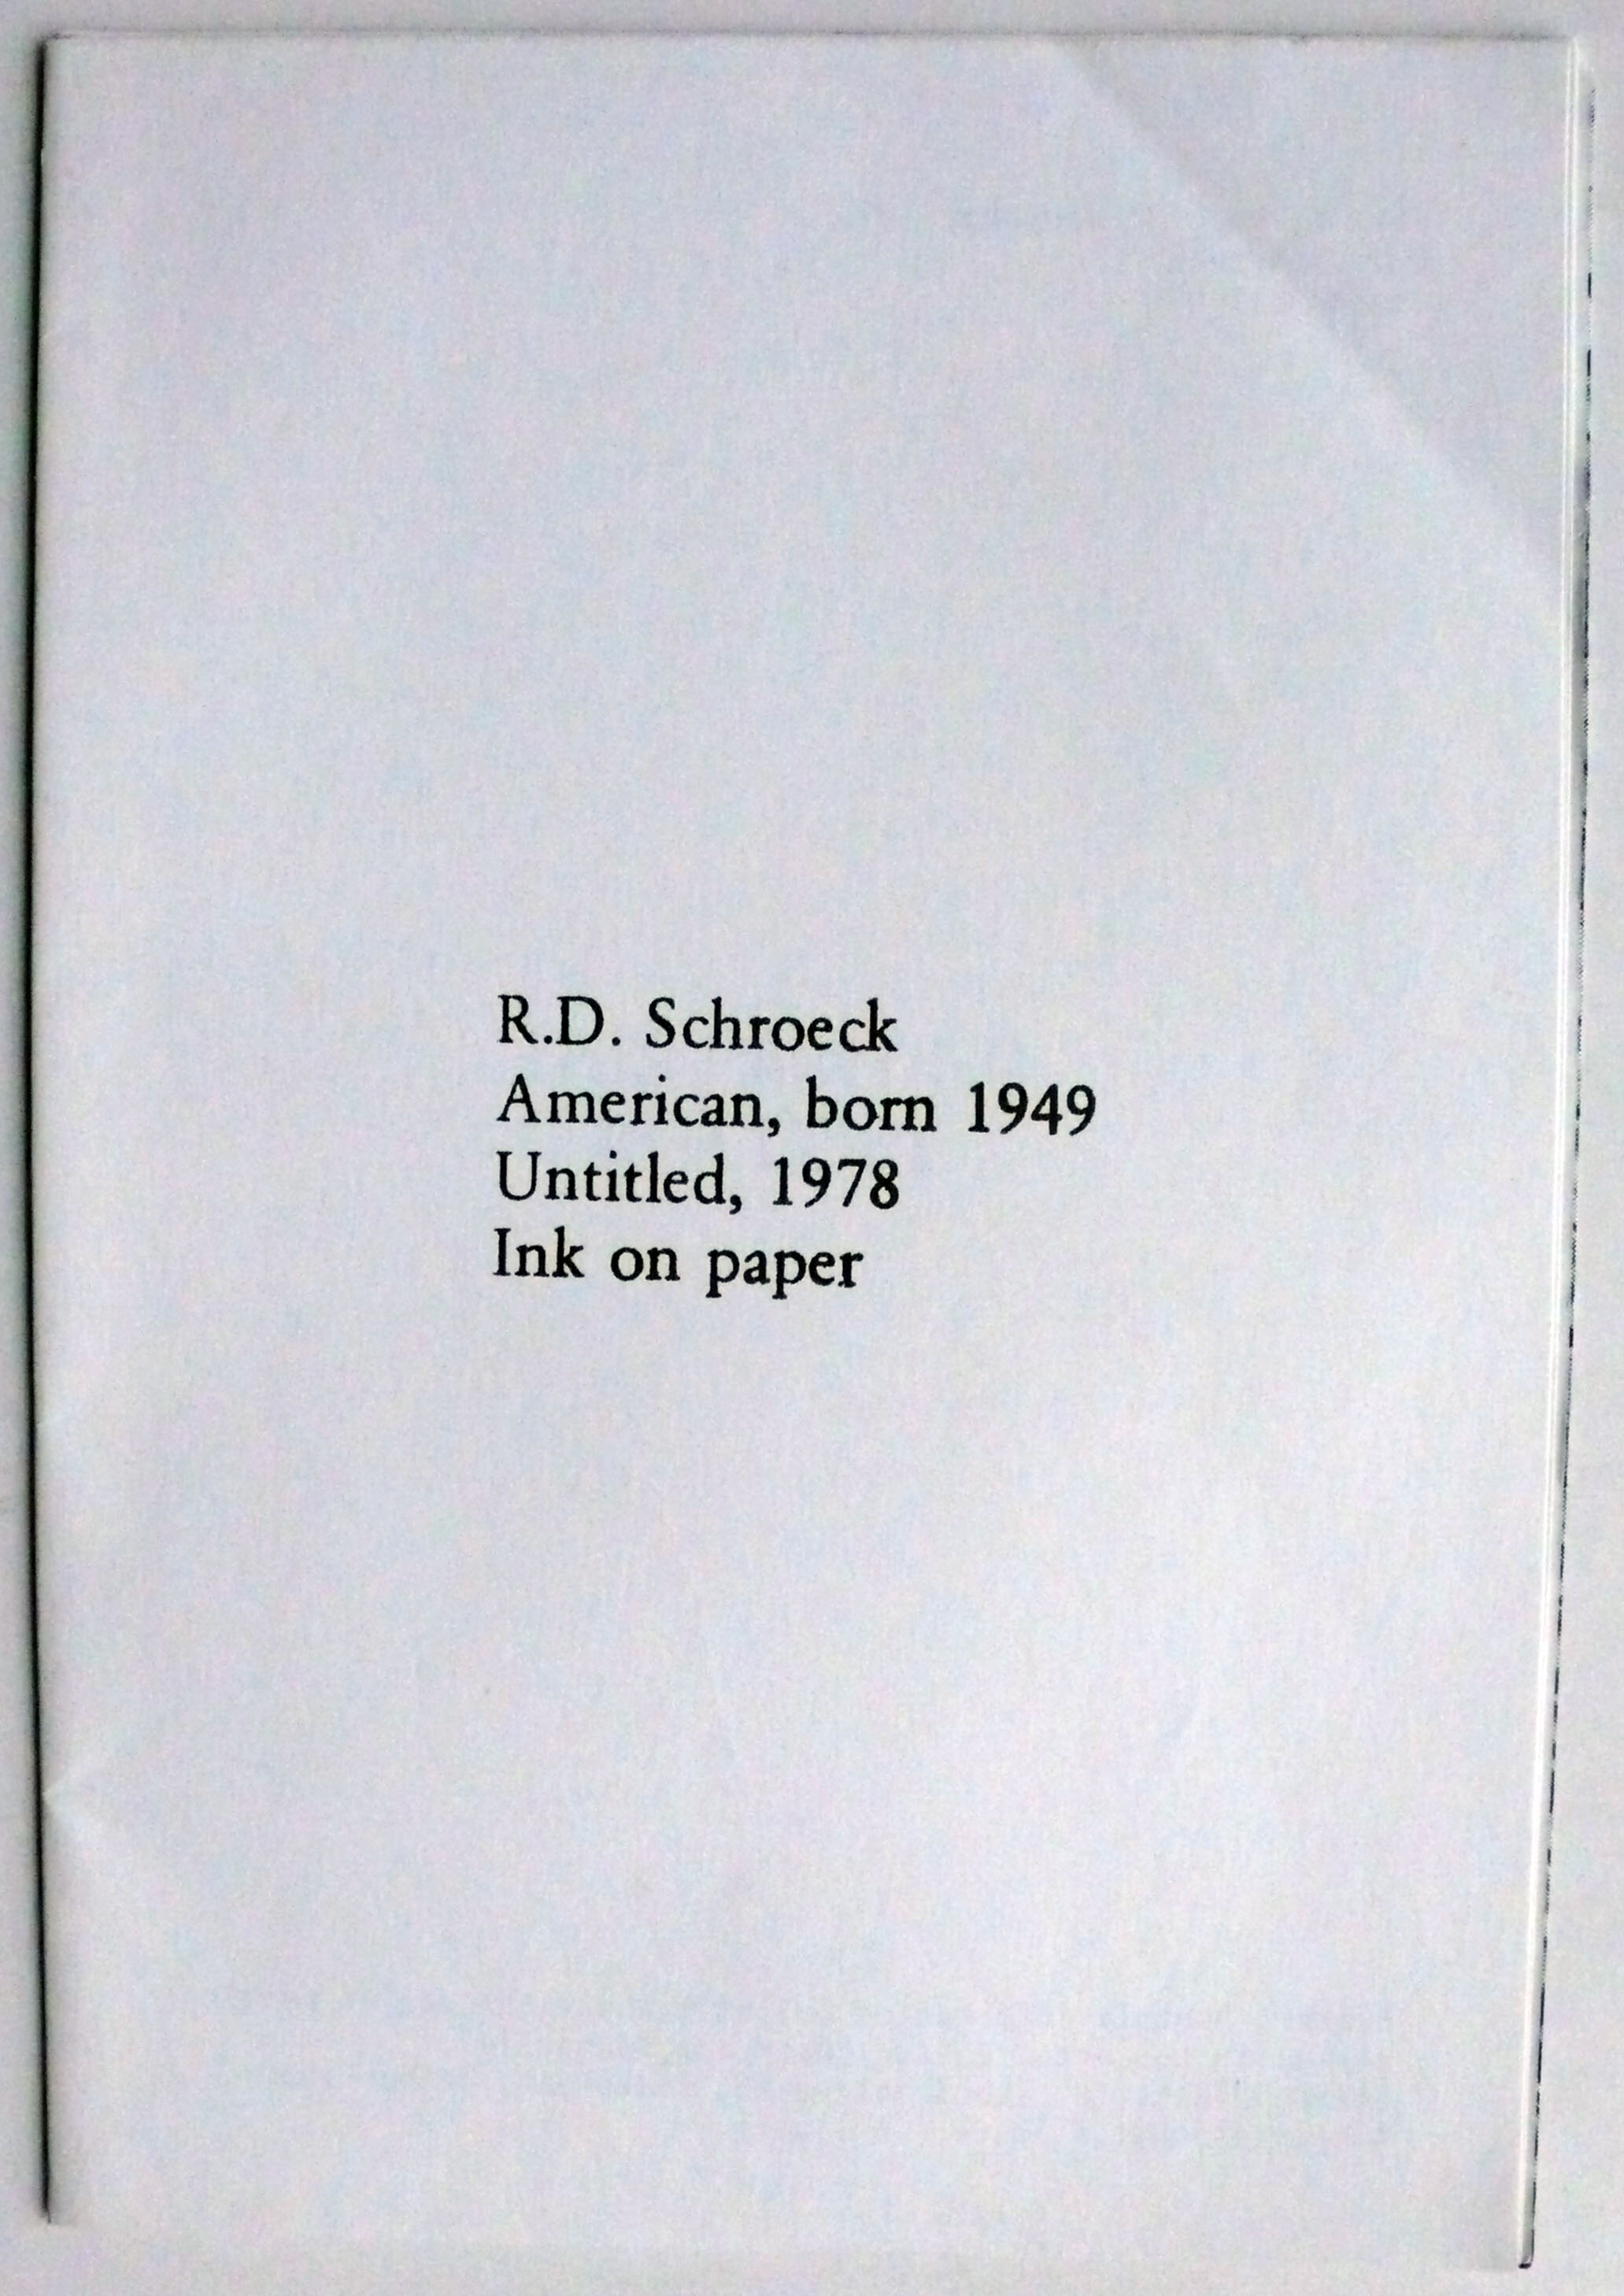 R.D. Schroeck
American, born 1949
Untitled, 1978
Ink on paper